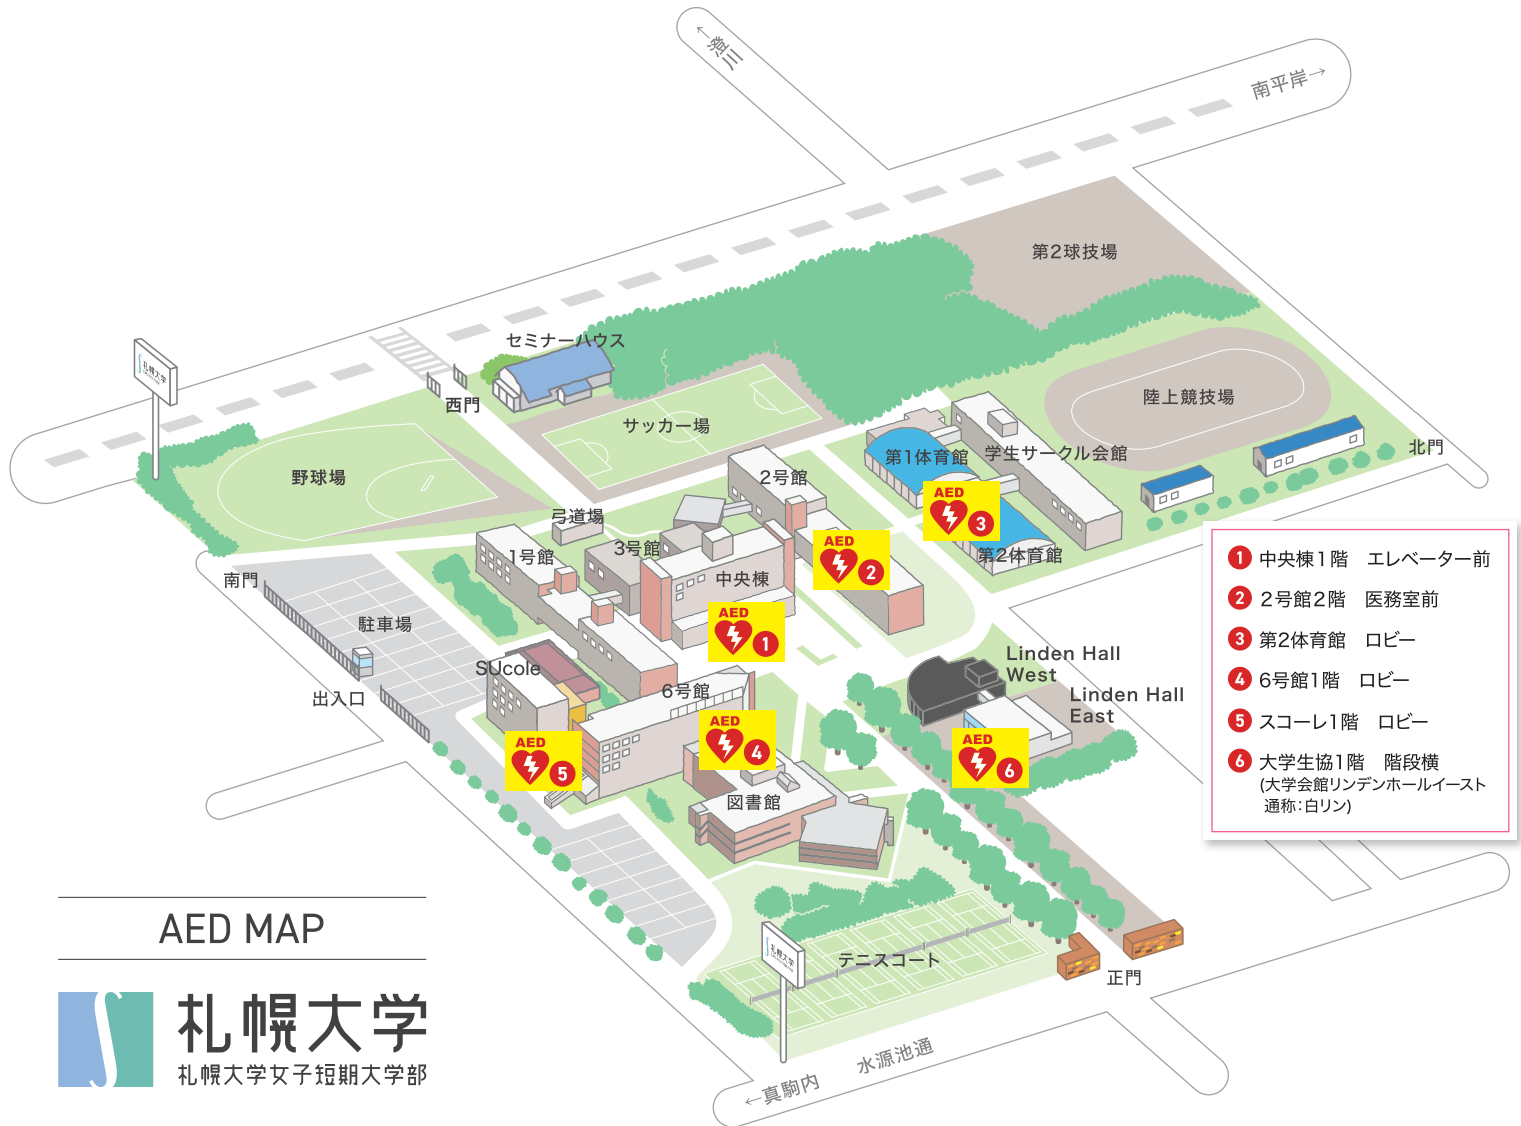 ←澄川
南平岸→
第2球技場
セミナーハウス
札幌大学
西門
サッカー場
陸上競技場
野球場
2号館
第1体育館
学生サークル会館
北門
AED
3
弓道場
1号館
3号館
中央棟
AED
2
第2体育館
南門
駐車場
AED
1
SUcole
6号館
出入口
Linden Hall
West
Linden Hall
East
AED
4
AED
5
AED
6
図書館
テニスコート
札幌大学
正門
水源池通
←真駒内
1 中央棟1階 エレベーター前
2 2号館2階 医務室前
3 第2体育館 ロビー
4 6号館1階 ロビー
5 スコーレ1階 ロビー
6 大学生協1階 階段横
(大学会館リンデンホールイースト
通称：白リン)
AED MAP
札幌大学
札幌大学女子短期大学部